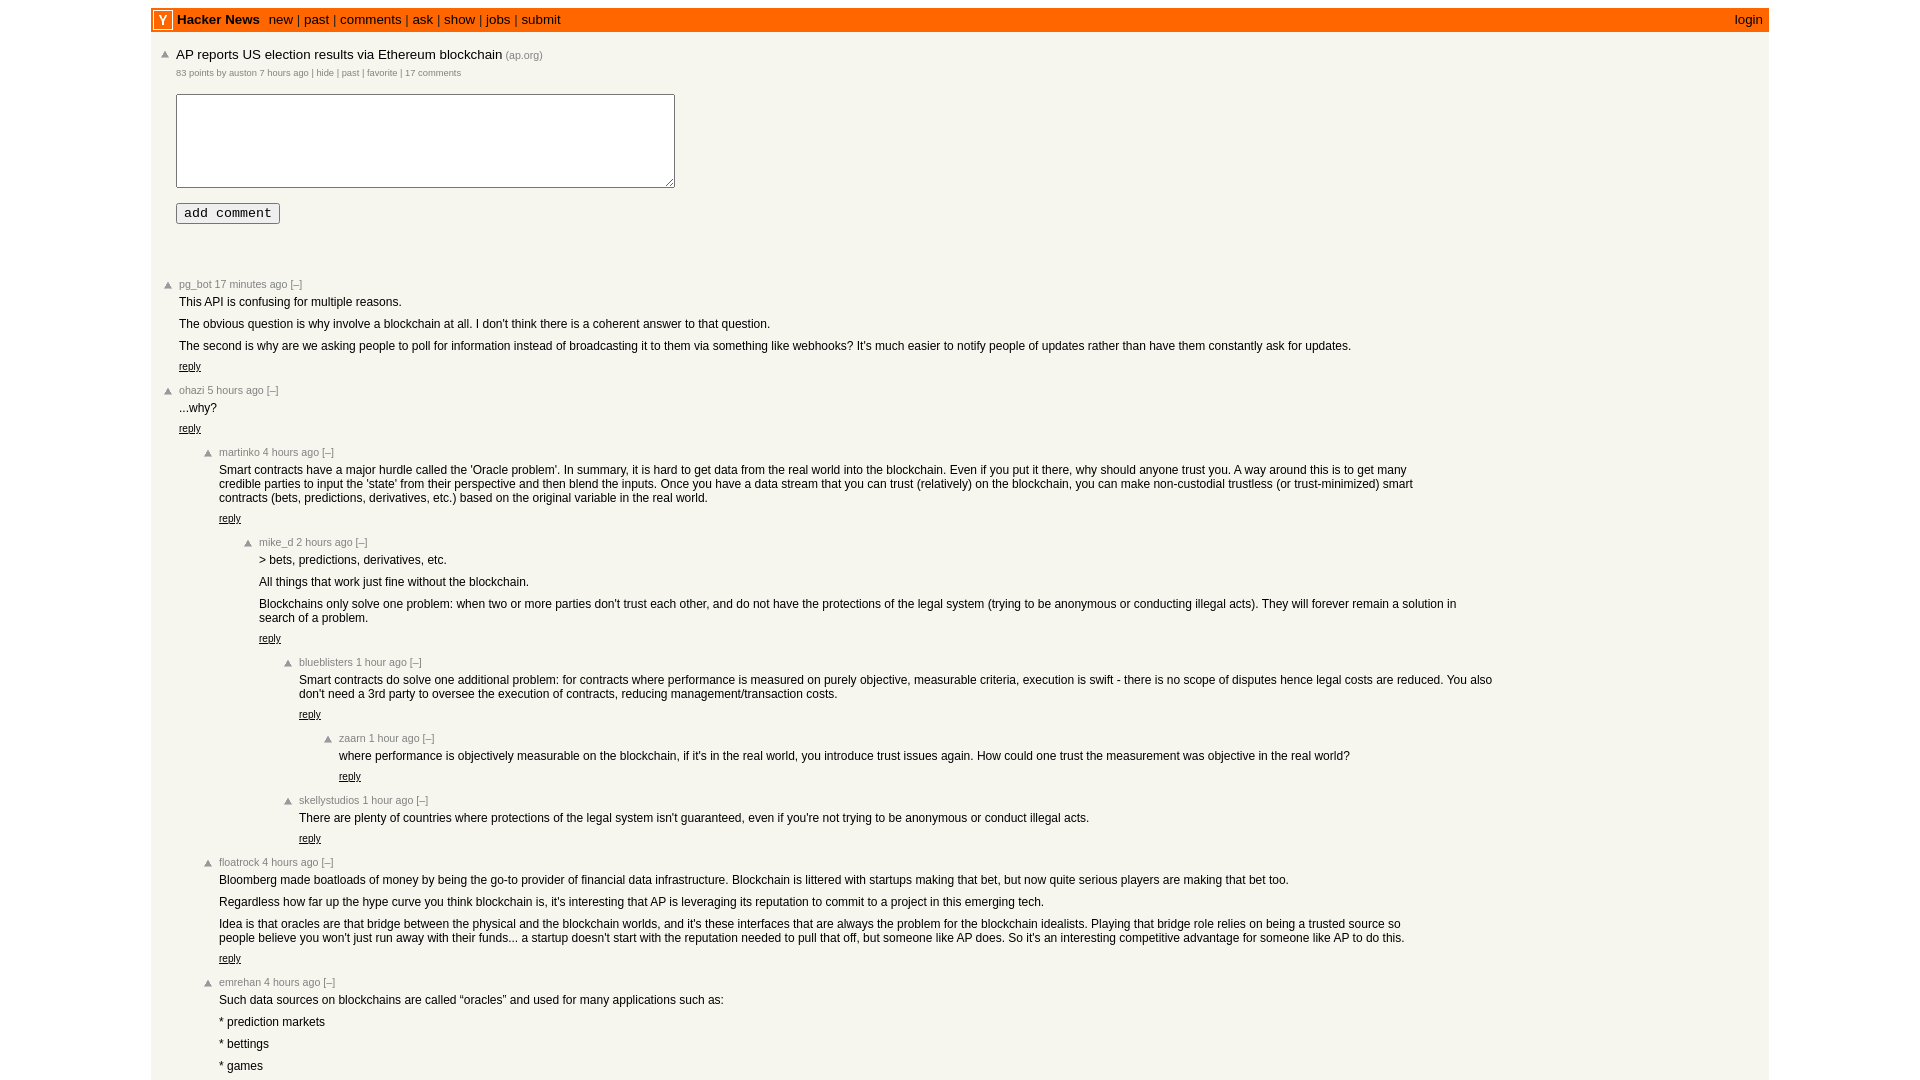 Y Hacker News new | past | comments | ask | show | jobs | submit login
AP reports US election results via Ethereum blockchain (ap.org)
83 points by auston 7 hours ago | hide | past | favorite | 17 comments
add comment
pg_bot 17 minutes ago [–]
This API is confusing for multiple reasons.
The obvious question is why involve a blockchain at all. I don't think there is a coherent answer to that question.
The second is why are we asking people to poll for information instead of broadcasting it to them via something like webhooks? It's much easier to notify people of updates rather than have them constantly ask for updates.
reply
ohazi 5 hours ago [–]
...why?
reply
martinko 4 hours ago [–]
Smart contracts have a major hurdle called the 'Oracle problem'. In summary, it is hard to get data from the real world into the blockchain. Even if you put it there, why should anyone trust you. A way around this is to get many
credible parties to input the 'state' from their perspective and then blend the inputs. Once you have a data stream that you can trust (relatively) on the blockchain, you can make non-custodial trustless (or trust-minimized) smart
contracts (bets, predictions, derivatives, etc.) based on the original variable in the real world.
reply
mike_d 2 hours ago [–]
> bets, predictions, derivatives, etc.
All things that work just fine without the blockchain.
Blockchains only solve one problem: when two or more parties don't trust each other, and do not have the protections of the legal system (trying to be anonymous or conducting illegal acts). They will forever remain a solution in
search of a problem.
reply
blueblisters 1 hour ago [–]
Smart contracts do solve one additional problem: for contracts where performance is measured on purely objective, measurable criteria, execution is swift - there is no scope of disputes hence legal costs are reduced. You also
don't need a 3rd party to oversee the execution of contracts, reducing management/transaction costs.
reply
zaarn 1 hour ago [–]
where performance is objectively measurable on the blockchain, if it's in the real world, you introduce trust issues again. How could one trust the measurement was objective in the real world?
reply
skellystudios 1 hour ago [–]
There are plenty of countries where protections of the legal system isn't guaranteed, even if you're not trying to be anonymous or conduct illegal acts.
reply
floatrock 4 hours ago [–]
Bloomberg made boatloads of money by being the go-to provider of financial data infrastructure. Blockchain is littered with startups making that bet, but now quite serious players are making that bet too.
Regardless how far up the hype curve you think blockchain is, it's interesting that AP is leveraging its reputation to commit to a project in this emerging tech.
Idea is that oracles are that bridge between the physical and the blockchain worlds, and it's these interfaces that are always the problem for the blockchain idealists. Playing that bridge role relies on being a trusted source so
people believe you won't just run away with their funds... a startup doesn't start with the reputation needed to pull that off, but someone like AP does. So it's an interesting competitive advantage for someone like AP to do this.
reply
emrehan 4 hours ago [–]
Such data sources on blockchains are called “oracles” and used for many applications such as:
* prediction markets
* bettings
* games